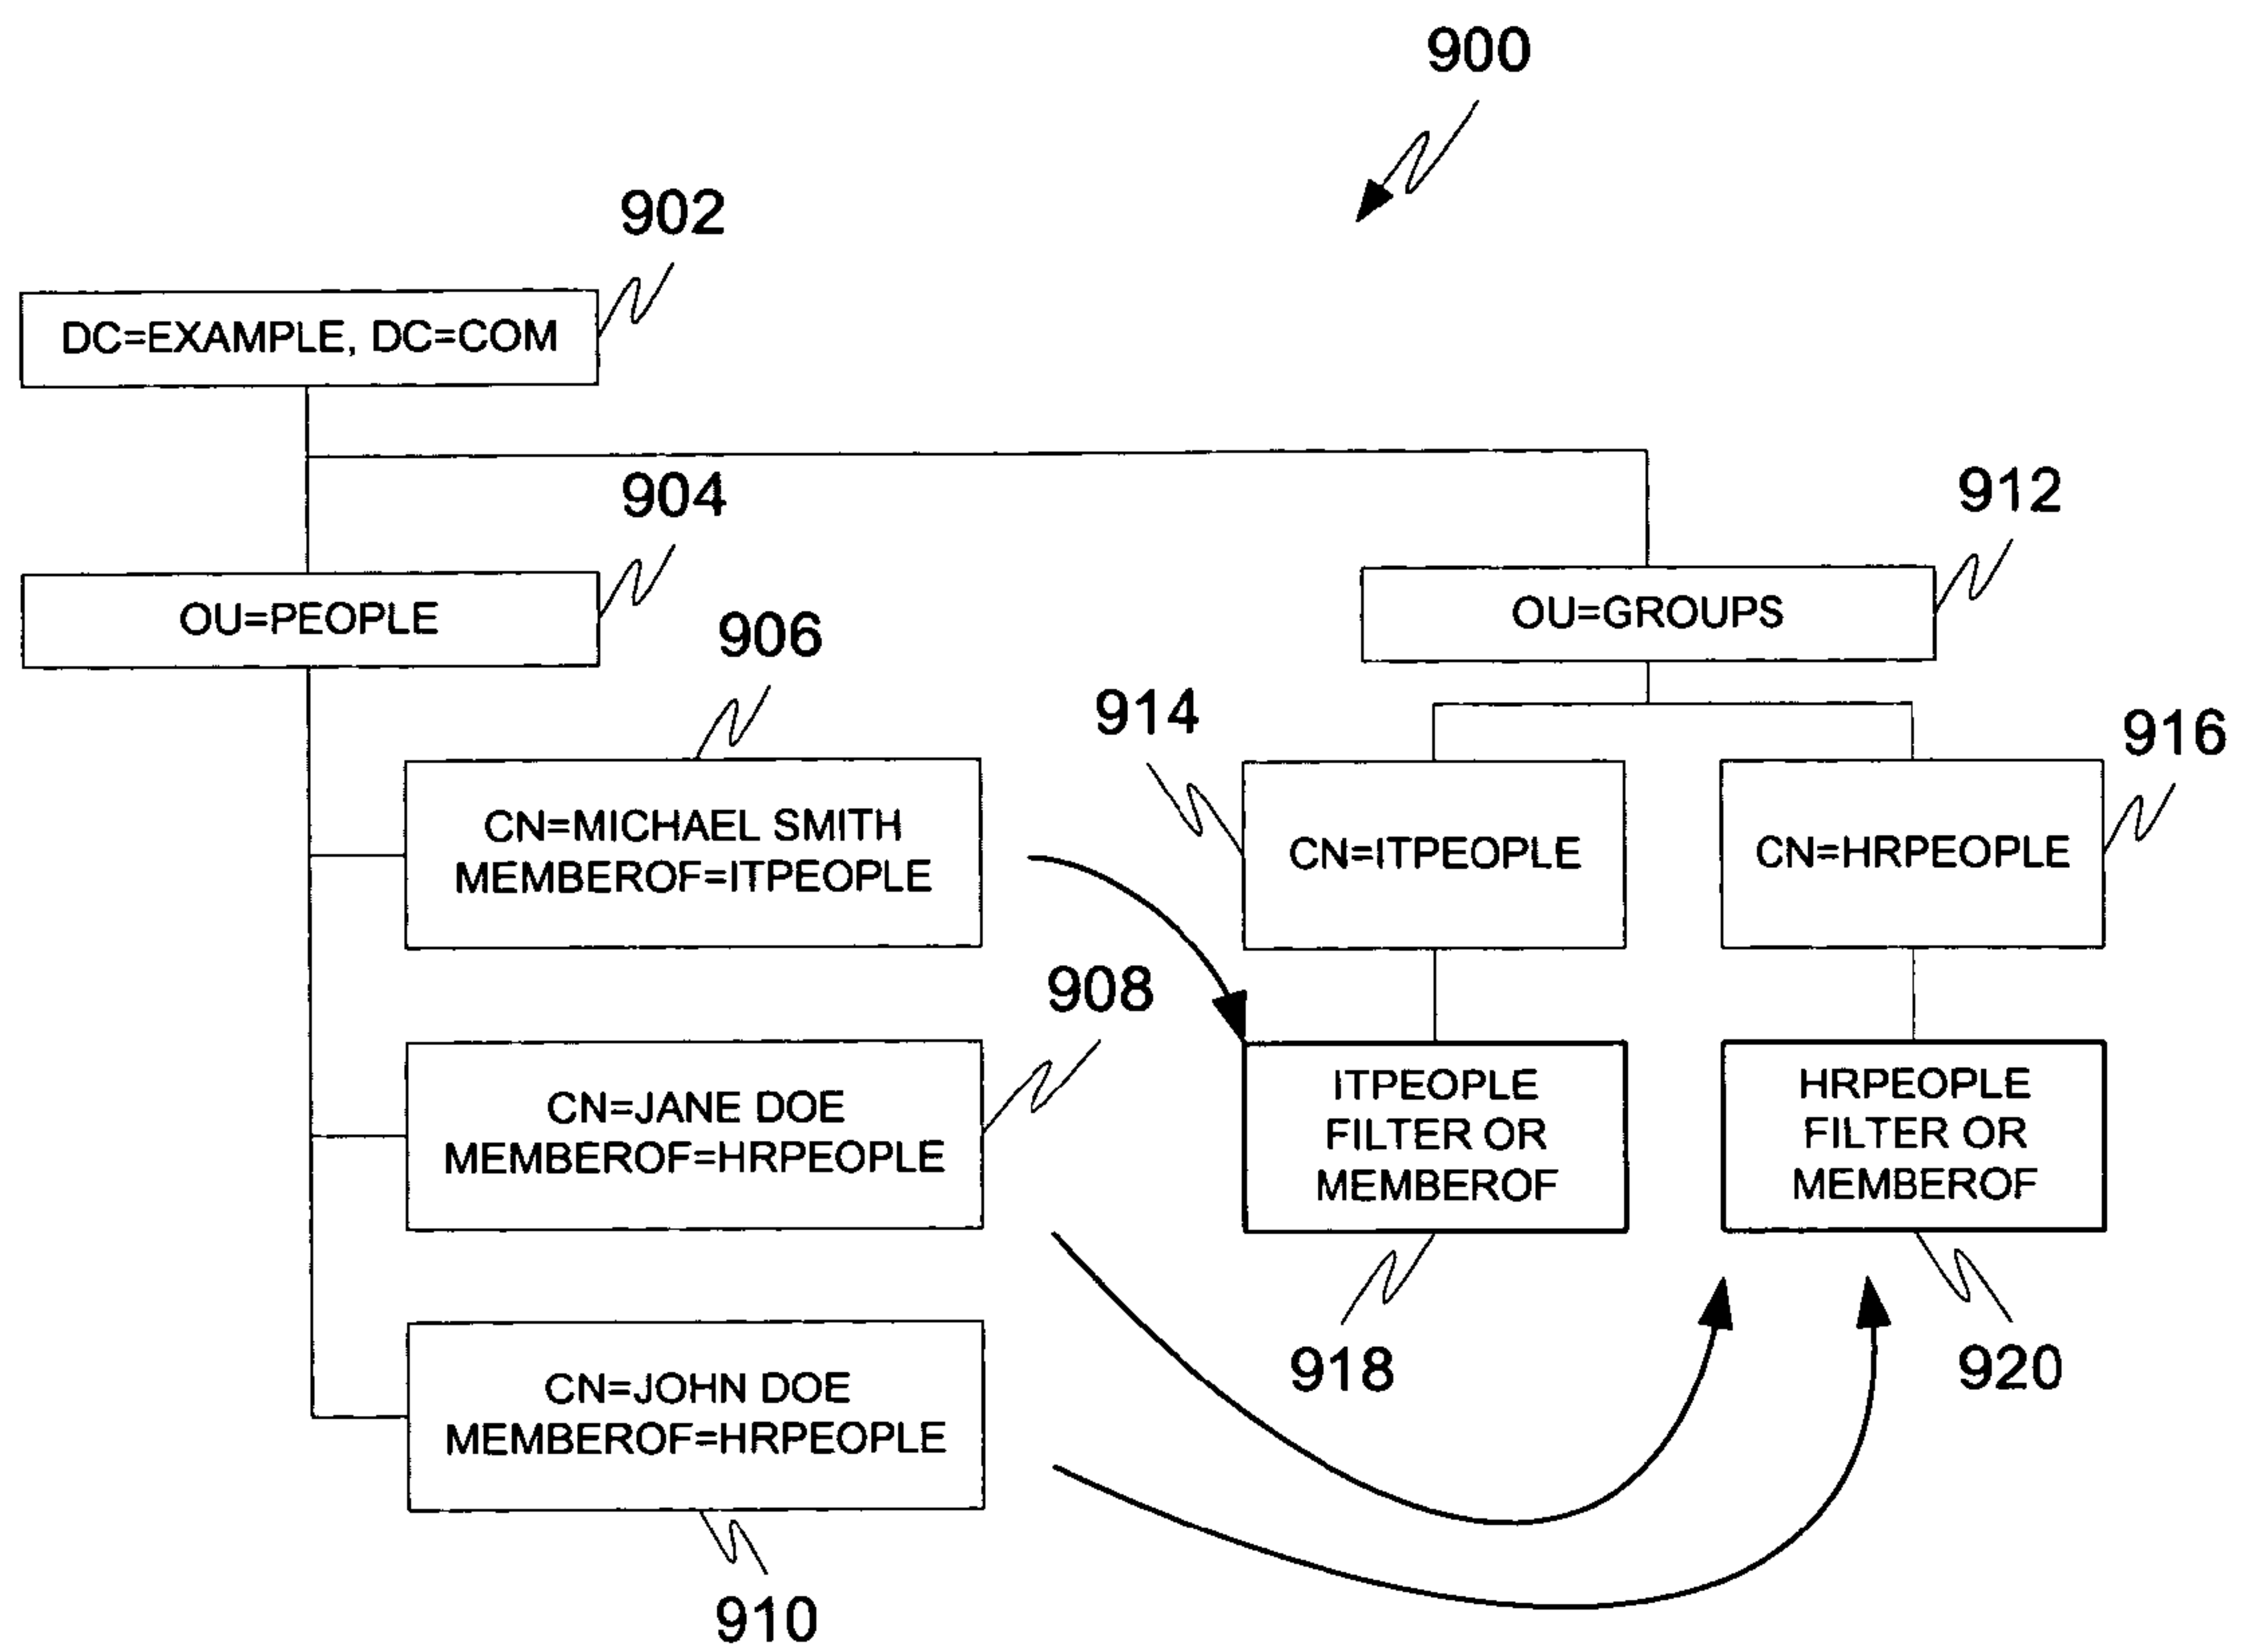 900
902
DC=EXAMPLE, DC=COM
904
912
OU=PEOPLE
OU=GROUPS
906
914
916
CN=MICHAEL SMITH
MEMBEROF=ITPEOPLE
CN=ITPEOPLE
CN=HRPEOPLE
908
CN=JANE DOE
MEMBEROF=HRPEOPLE
ITPEOPLE
FILTER OR
MEMBEROF
HRPEOPLE
FILTER OR
MEMBEROF
918
920
CN=JOHN DOE
MEMBEROF=HRPEOPLE
910